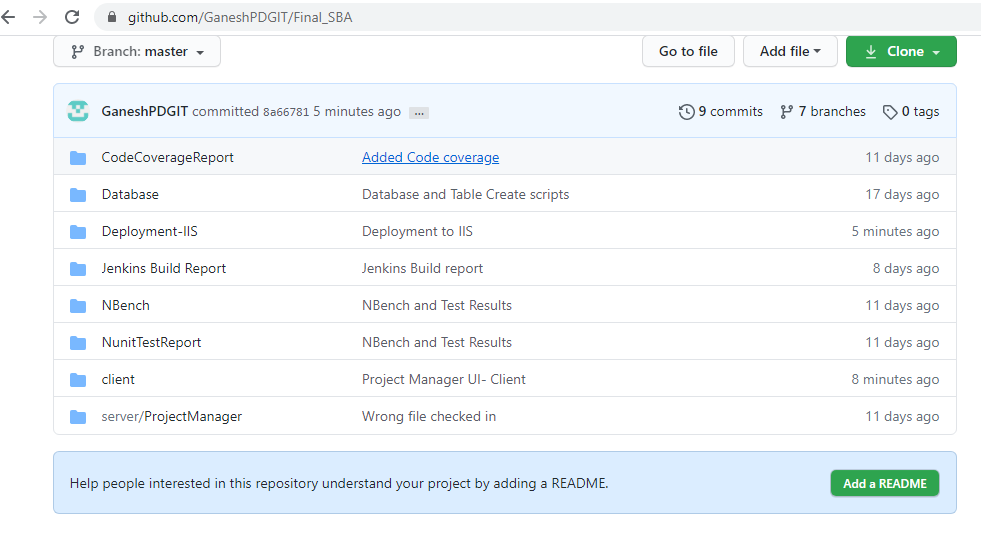 github.com/GaneshPDGIT/Final_SBA
Branch: master
Go to file
Add file
Clone
GaneshPDGIT committed 8a66781 5 minutes ago ...
9 commits
7 branches
0 tags
CodeCoverageReport Added Code coverage 11 days ago
Database Database and Table Create scripts 17 days ago
Deployment-IIS Deployment to IIS 5 minutes ago
Jenkins Build Report Jenkins Build report 8 days ago
NBench NBench and Test Results 11 days ago
NunitTestReport NBench and Test Results 11 days ago
client Project Manager UI- Client 8 minutes ago
server/ProjectManager Wrong file checked in 11 days ago
Help people interested in this repository understand your project by adding a README.
Add a README